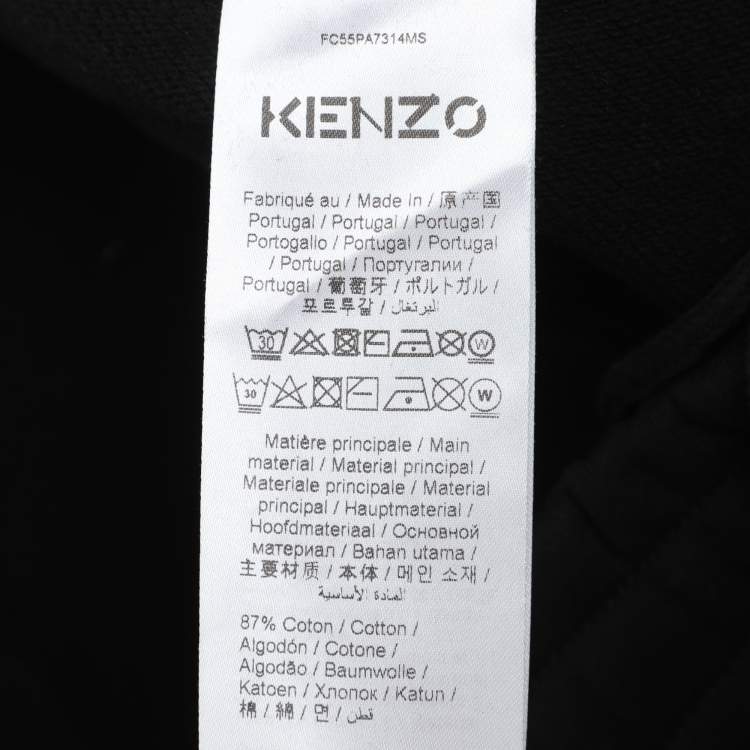 FC55PA7314MS
KENZO
Fabriqué au / Made In / 原产国
Portugal / Portugal / Portugal /
Portogallo / Portugal / Portugal
/ Portugal / Португалии /
Portugal / 葡萄牙 / ポルトガル /
포르투갈 / البرتغال
30 W
30 W
Matière principale / Main
material / Material principal /
Materiale principale / Material
principal / Hauptmaterial /
Hoofdmateriaal / Основной
материал / Bahan utama /
主要材质 / 本体 / 메인 소재 /
المادة الأساسية
87% Coton / Cotton /
Algodón / Cotone /
Algodão / Baumwolle /
Katoen / Хлопок / Katun /
棉 / 綿 / 면 / قطن